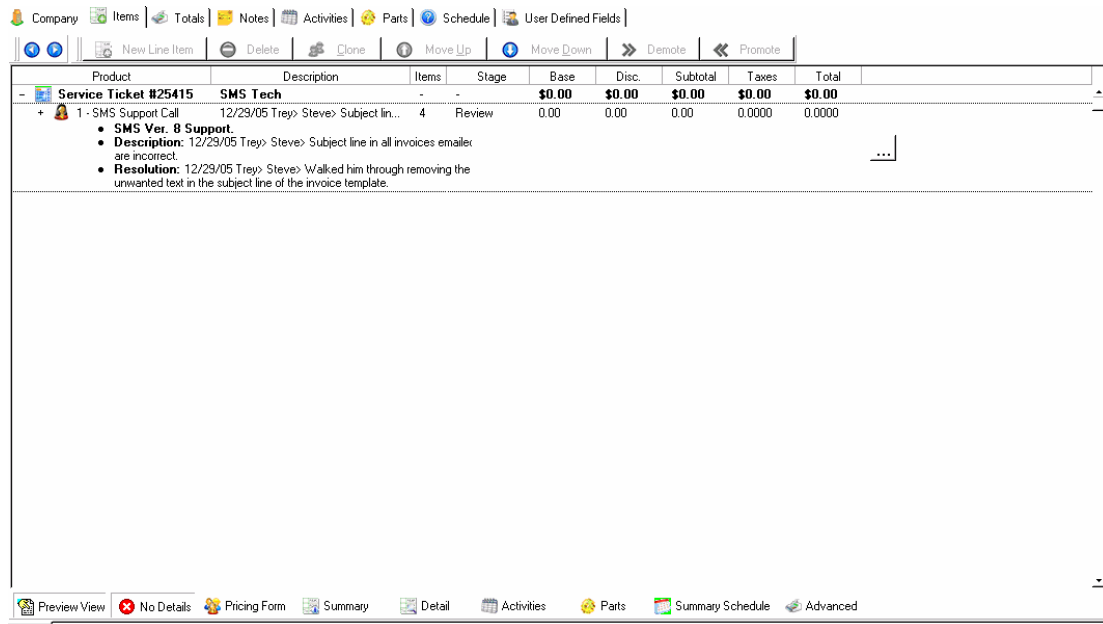 Company Items Totals Notes Activities Parts Schedule User Defined Fields
New Line Item Delete Clone Move Up Move Down Demote Promote
Product Description Items Stage Base Disc. Subtotal Taxes Total
- Service Ticket #25415 SMS Tech - - $0.00 $0.00 $0.00 $0.00 $0.00
+ 1 - SMS Support Call 12/29/05 Trey> Steve> Subject lin... 4 Review 0.00 0.00 0.00 0.0000 0.0000
• SMS Ver. 8 Support.
• Description: 12/29/05 Trey> Steve> Subject line in all invoices emailed
are incorrect.
...
• Resolution: 12/29/05 Trey> Steve> Walked him through removing the
unwanted text in the subject line of the invoice template.
Preview View No Details Pricing Form Summary Detail Activities Parts Summary Schedule Advanced